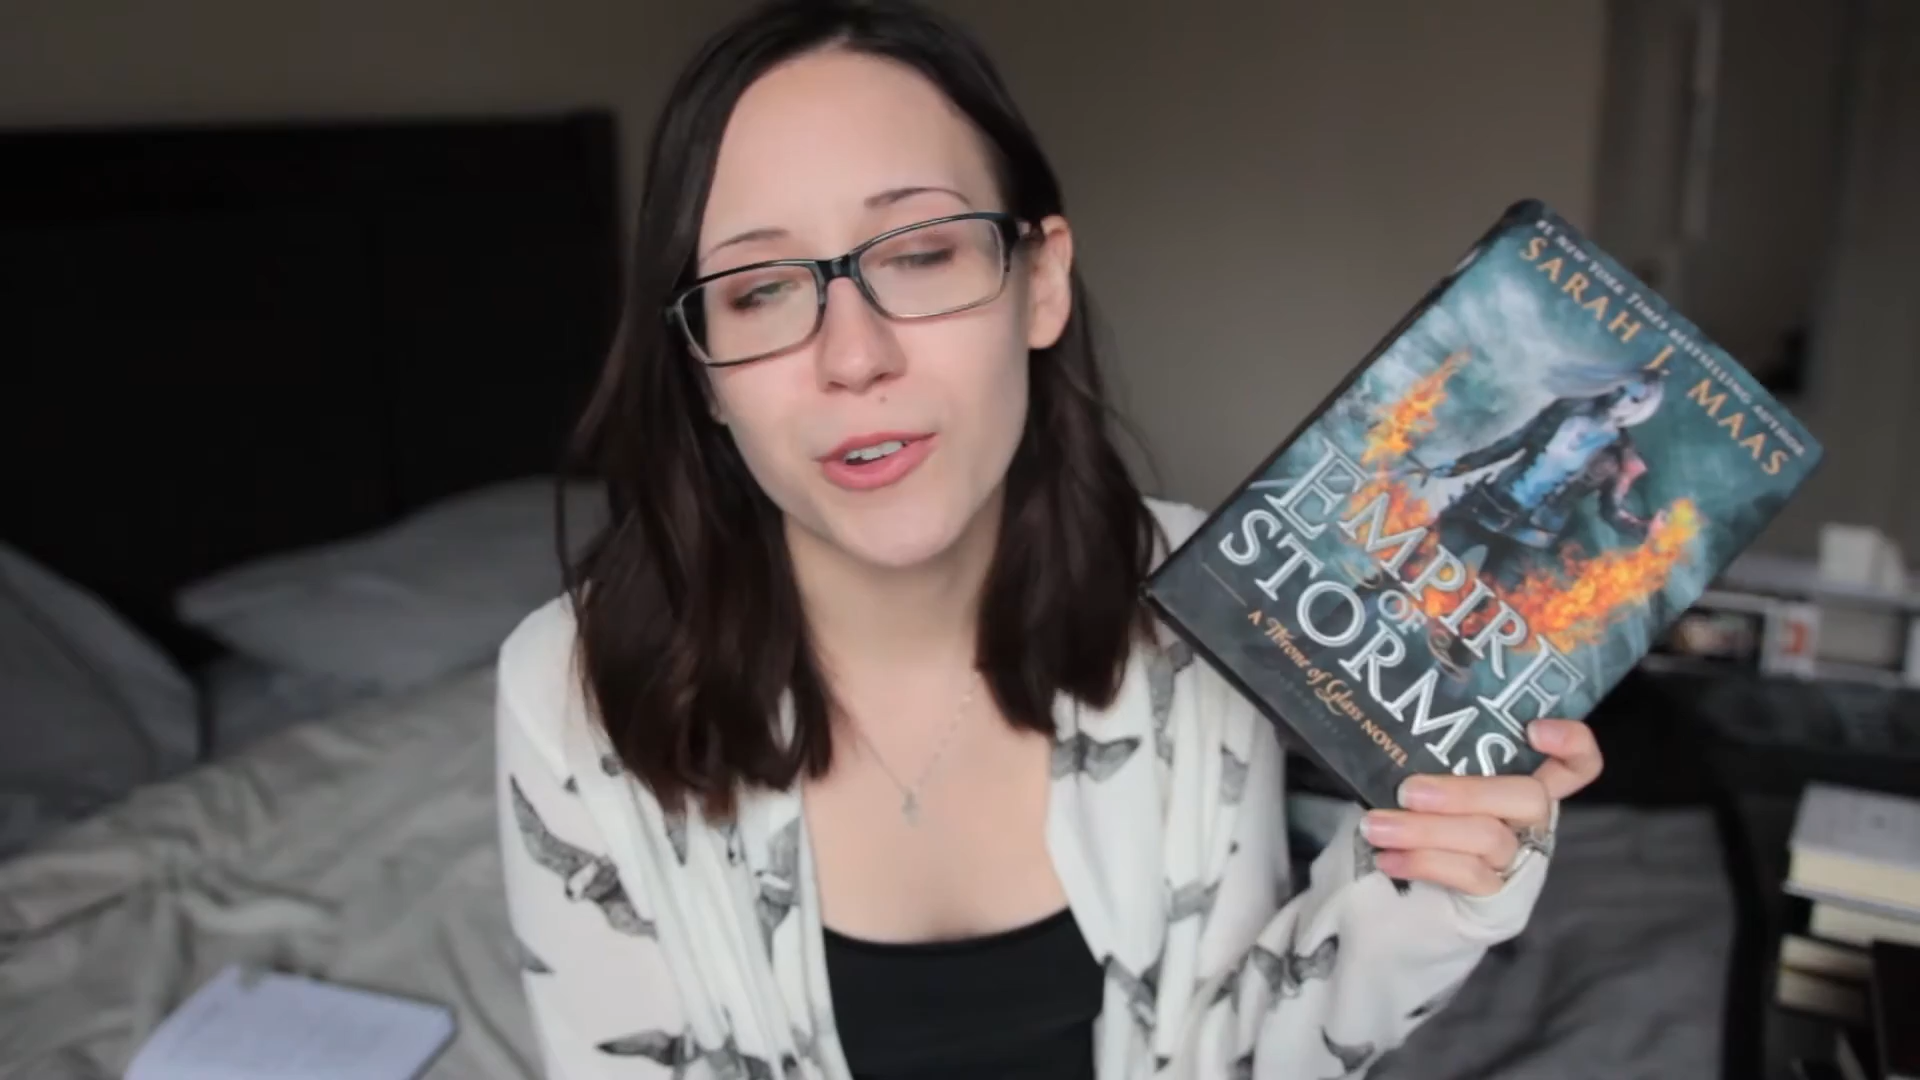 #1 NEW YORK TIMES BESTSELLING AUTHOR
SARAH J. MAAS
EMPIRE
OF
STORMS
A Throne of Glass NOVEL